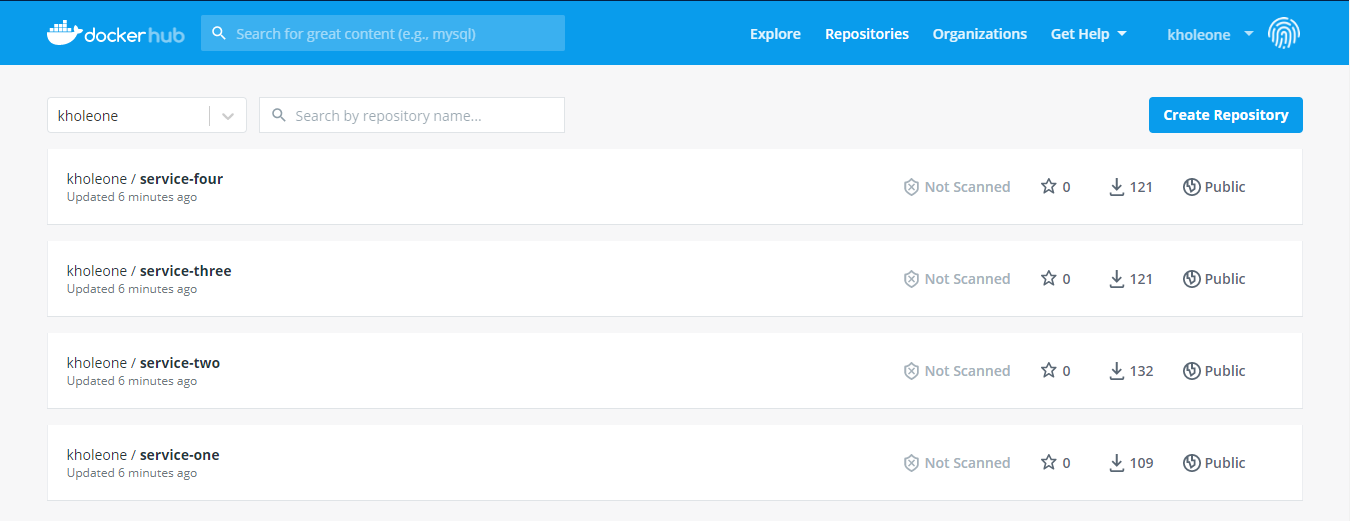 dockerhub Search for great content (e.g., mysql) Explore Repositories Organizations Get Help kholeone
kholeone Search by repository name... Create Repository
kholeone / service-four
Updated 6 minutes ago
Not Scanned 0 121 Public
kholeone / service-three
Updated 6 minutes ago
Not Scanned 0 121 Public
kholeone / service-two
Updated 6 minutes ago
Not Scanned 0 132 Public
kholeone / service-one
Updated 6 minutes ago
Not Scanned 0 109 Public